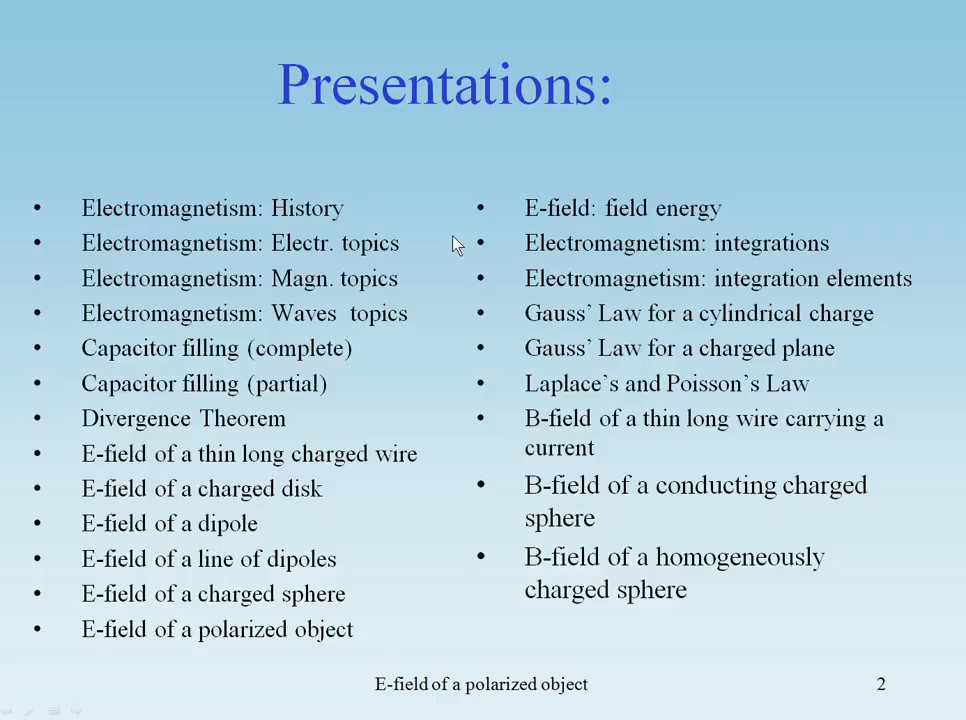 Presentations:
• Electromagnetism: History
• Electromagnetism: Electr. topics
• Electromagnetism: Magn. topics
• Electromagnetism: Waves  topics
• Capacitor filling (complete)
• Capacitor filling (partial)
• Divergence Theorem
• E-field of a thin long charged wire
• E-field of a charged disk
• E-field of a dipole
• E-field of a line of dipoles
• E-field of a charged sphere
• E-field of a polarized object
• E-field: field energy
• Electromagnetism: integrations
• Electromagnetism: integration elements
• Gauss’ Law for a cylindrical charge
• Gauss’ Law for a charged plane
• Laplace’s and Poisson’s Law
• B-field of a thin long wire carrying a
current
• B-field of a conducting charged
sphere
• B-field of a homogeneously
charged sphere
E-field of a polarized object
2